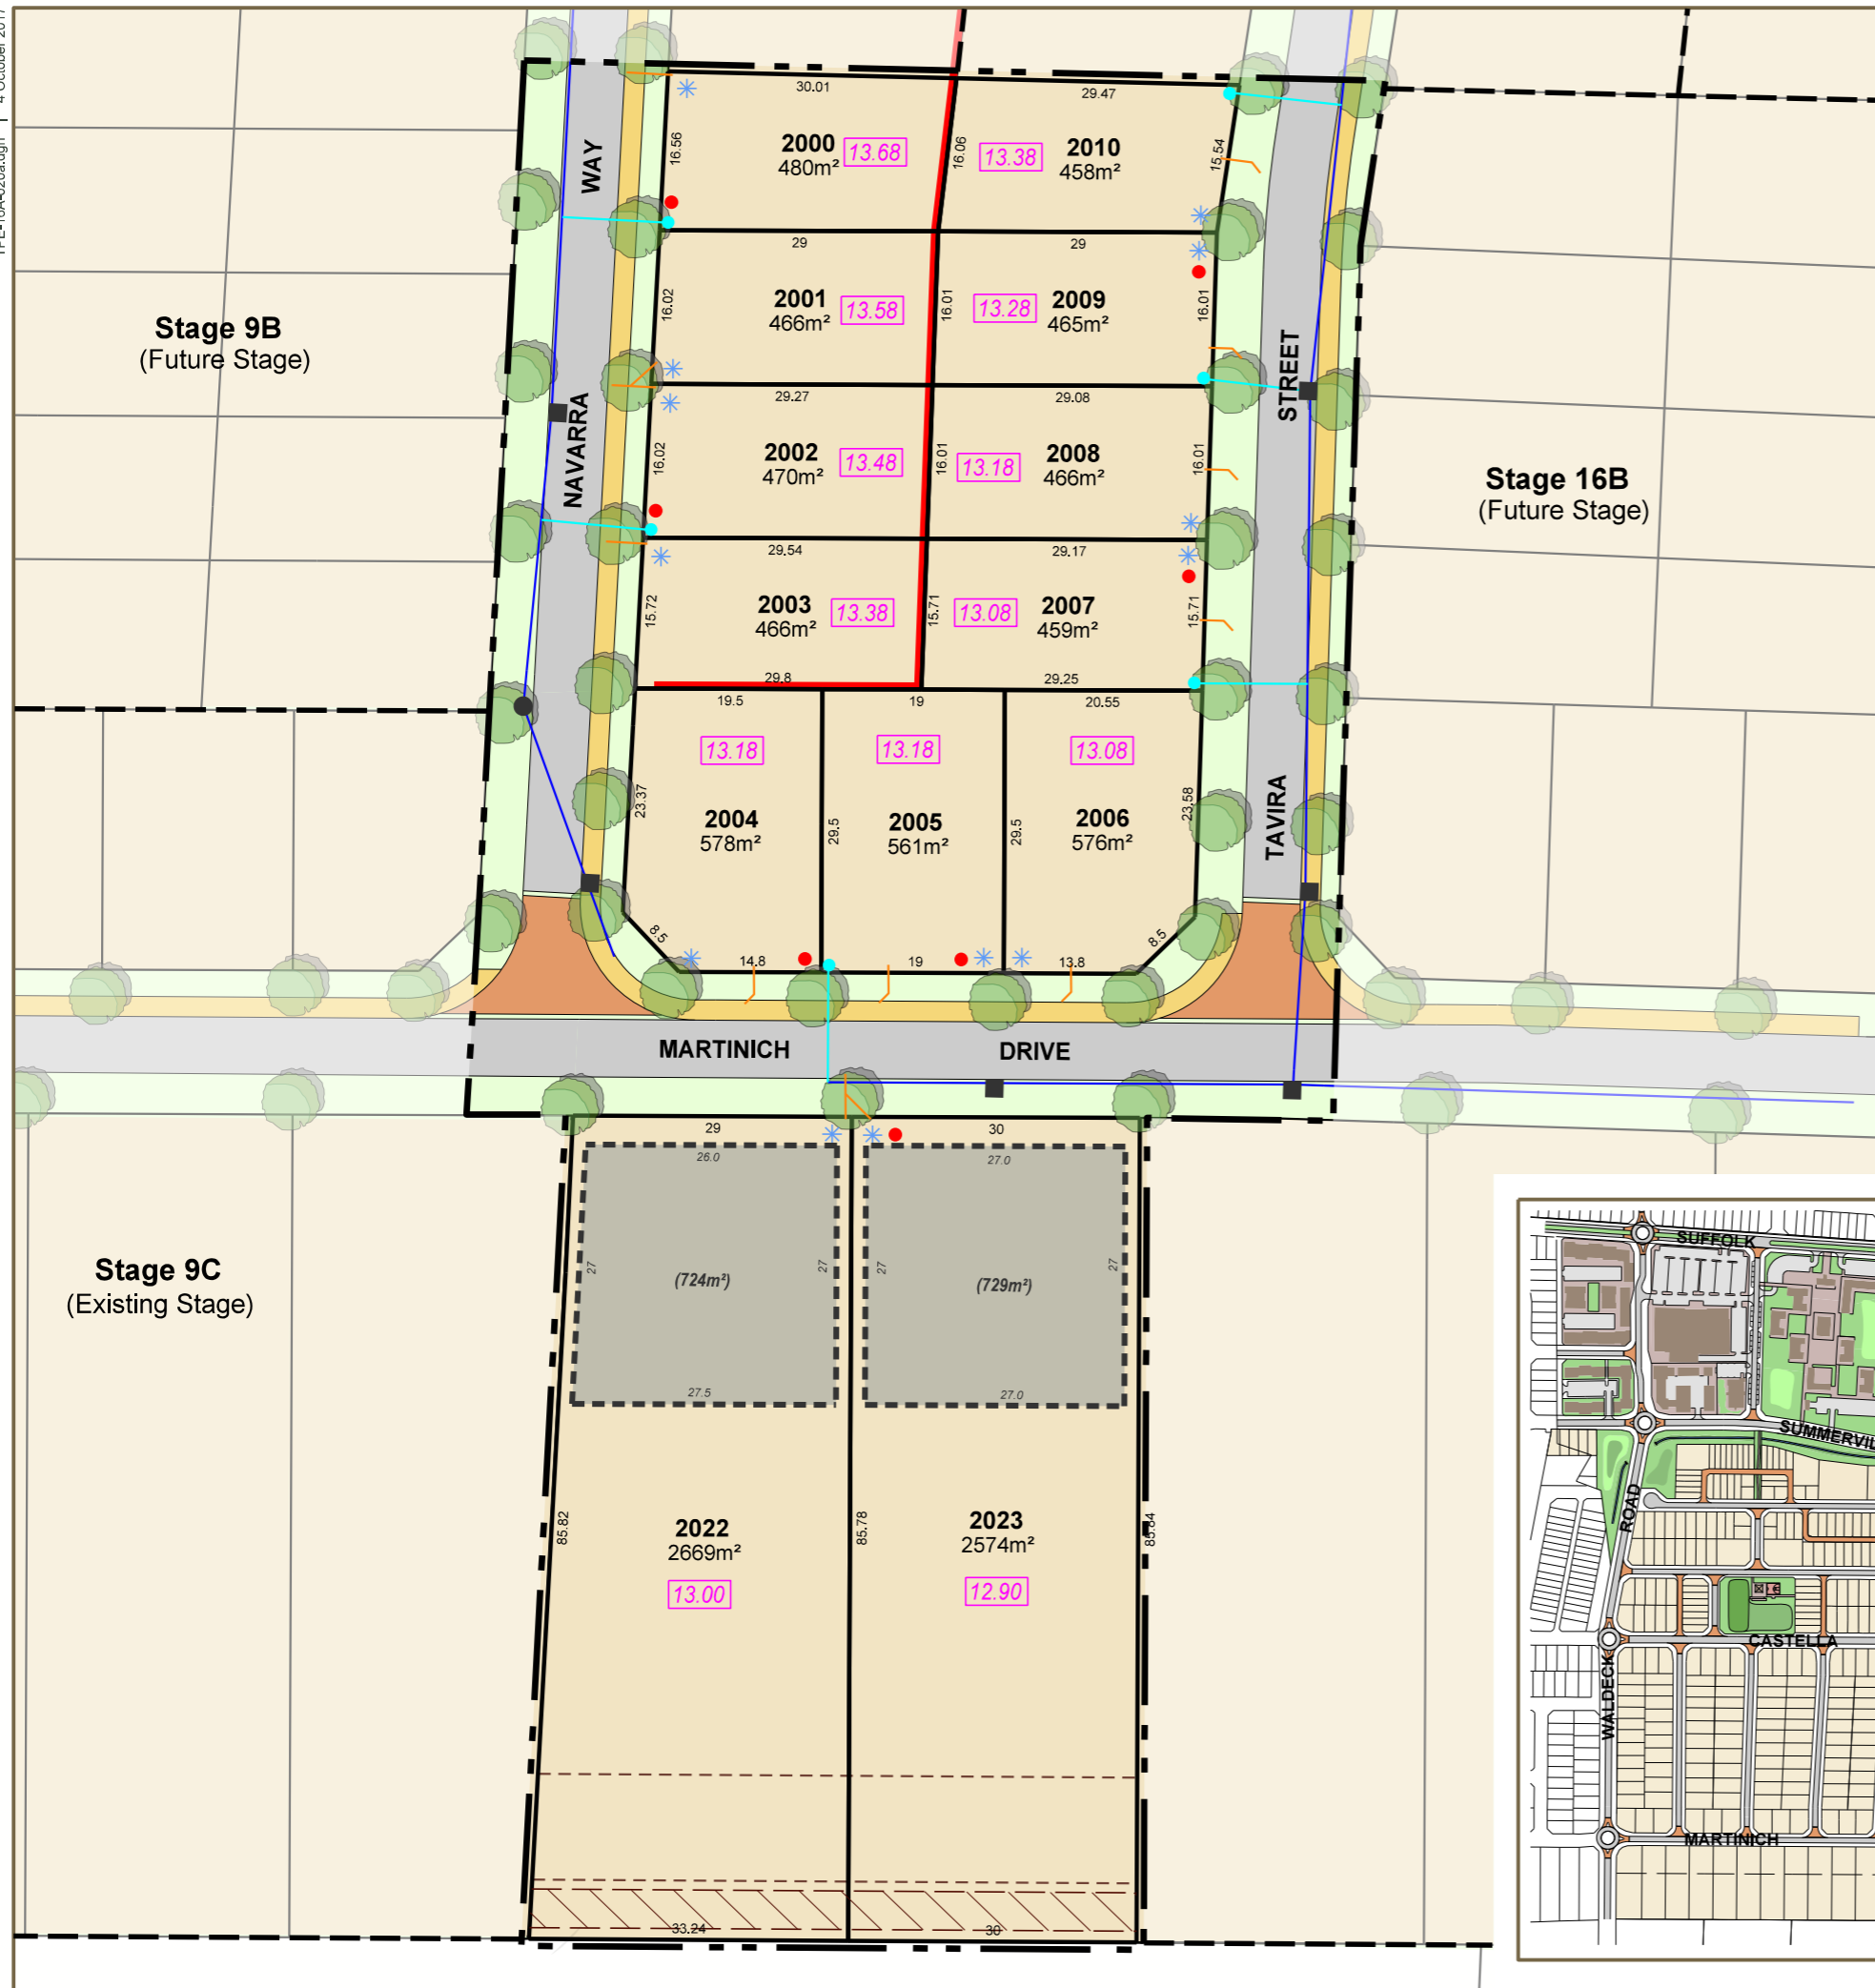 4 October 2017
30.01
29.47
WAY
16.56
2000
480m²
13.68
16.06
13.38
2010
458m²
15.54
29
29
Stage 9B
(Future Stage)
16.02
2001
466m²
13.58
16.01
13.28
2009
465m²
16.01
STREET
29.27
29.08
NAVARRA
16.02
2002
470m²
13.48
16.01
13.18
2008
466m²
16.01
Stage 16B
(Future Stage)
29.54
29.17
15.72
2003
466m²
13.38
15.71
13.08
2007
459m²
15.71
29.8
29.25
19.5
19
20.55
13.18
13.18
13.08
23.37
2004
578m²
29.5
2005
561m²
29.5
2006
576m²
23.58
TAVIRA
8.5
14.8
19
13.8
8.5
MARTINICH
DRIVE
29
30
26.0
27.0
Stage 9C
(Existing Stage)
27
(724m²)
27
27
(729m²)
27
27.5
27.0
85.82
2022
2669m²
13.00
85.78
2023
2574m²
12.90
85.84
33.24
30
SUFFOLK
SUMMERVIL
ROAD
CASTELLA
WALDECK
MARTINICH